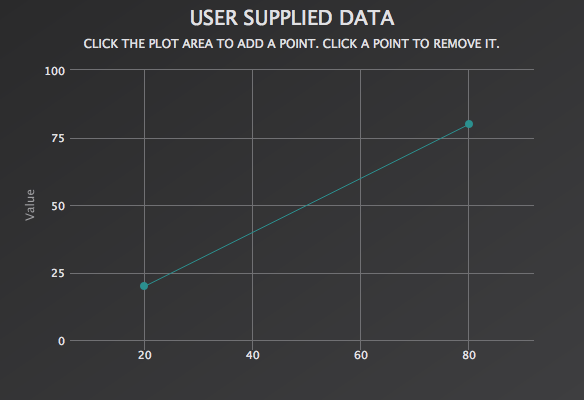 USER SUPPLIED DATA
CLICK THE PLOT AREA TO ADD A POINT. CLICK A POINT TO REMOVE IT.
100
75
50
Value
25
0
20 40 60 80